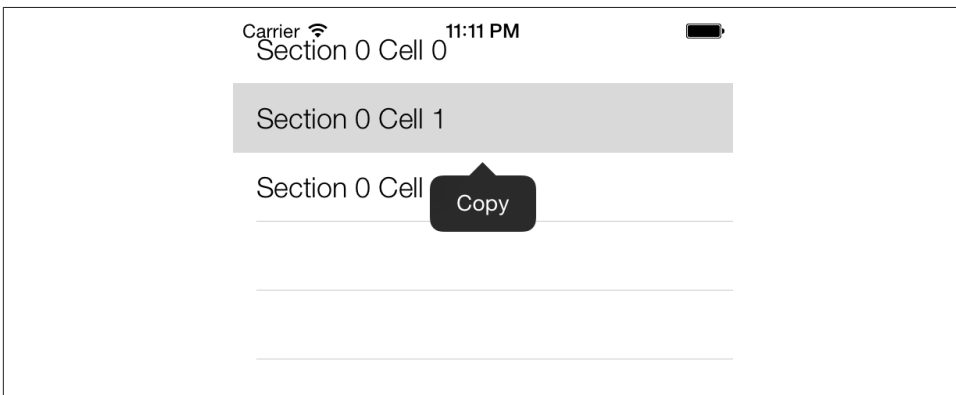 Carrier 11:11 PM
Section 0 Cell 0
Section 0 Cell 1
Section 0 Cell
Copy